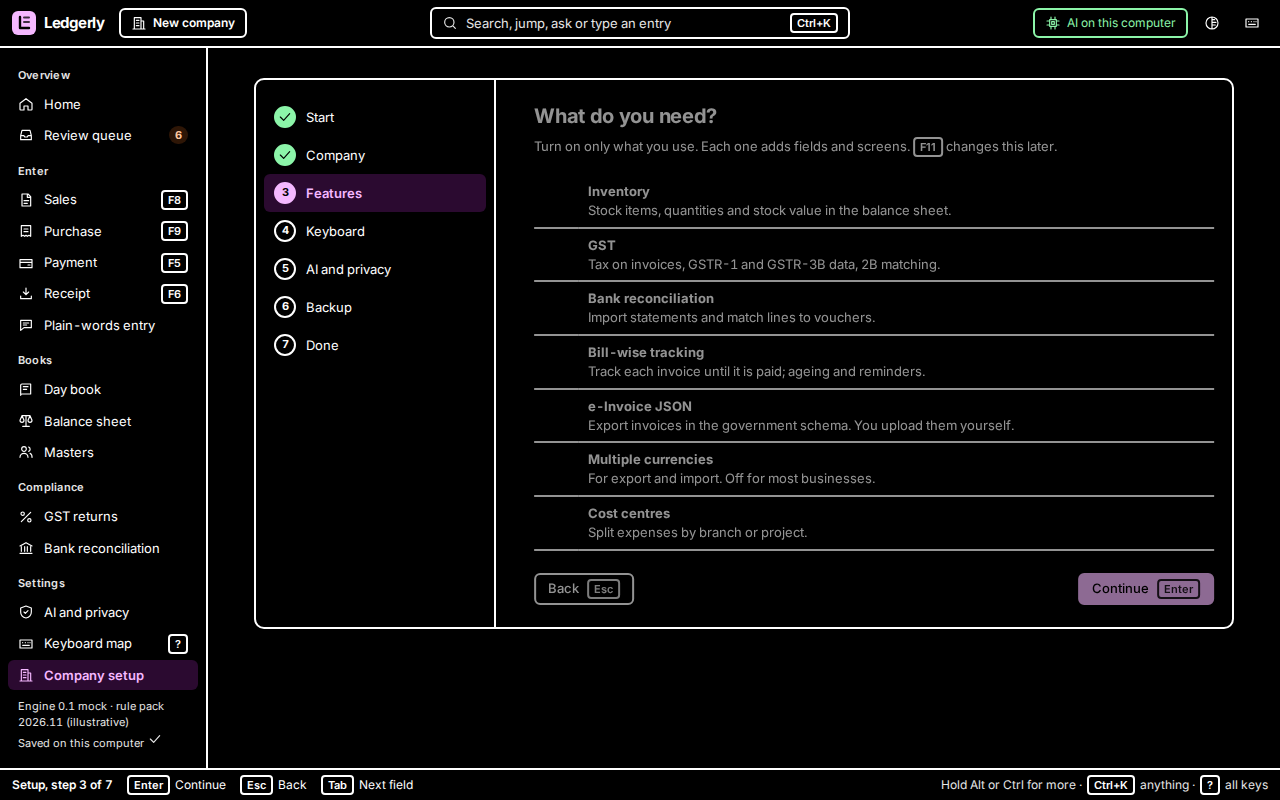 Ledgerly
New company
Search, jump, ask or type an entry
Ctrl+K
AI on this computer
Overview
Home
Review queue 6
Enter
Sales F8
Purchase F9
Payment F5
Receipt F6
Plain-words entry
Books
Day book
Balance sheet
Masters
Compliance
GST returns
Bank reconciliation
Settings
AI and privacy
Keyboard map ?
Company setup
Engine 0.1 mock · rule pack
2026.11 (illustrative)
Saved on this computer
Start
Company
3 Features
4 Keyboard
5 AI and privacy
6 Backup
7 Done
What do you need?
Turn on only what you use. Each one adds fields and screens. F11 changes this later.
Inventory
Stock items, quantities and stock value in the balance sheet.
GST
Tax on invoices, GSTR-1 and GSTR-3B data, 2B matching.
Bank reconciliation
Import statements and match lines to vouchers.
Bill-wise tracking
Track each invoice until it is paid; ageing and reminders.
e-Invoice JSON
Export invoices in the government schema. You upload them yourself.
Multiple currencies
For export and import. Off for most businesses.
Cost centres
Split expenses by branch or project.
Back Esc
Continue Enter
Setup, step 3 of 7 Enter Continue Esc Back Tab Next field
Hold Alt or Ctrl for more · Ctrl+K anything · ? all keys